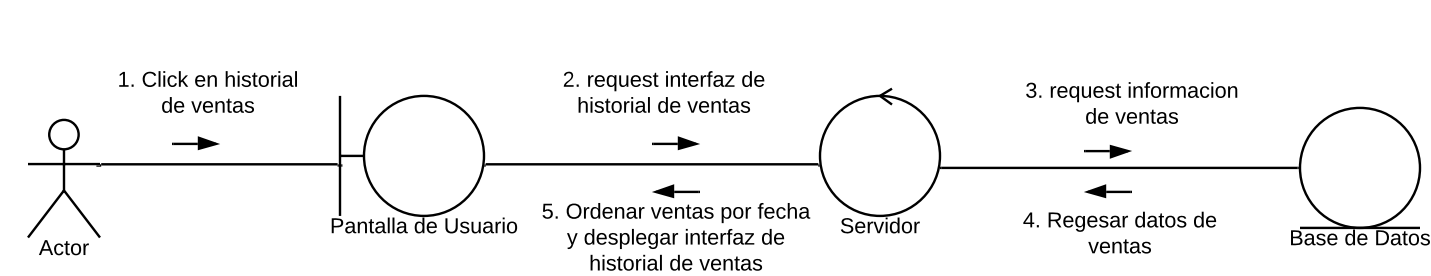 1. Click en historial
de ventas
2. request interfaz de
historial de ventas
3. request informacion
de ventas
5. Ordenar ventas por fecha
y desplegar interfaz de
historial de ventas
4. Regesar datos de
ventas
Actor
Pantalla de Usuario
Servidor
Base de Datos